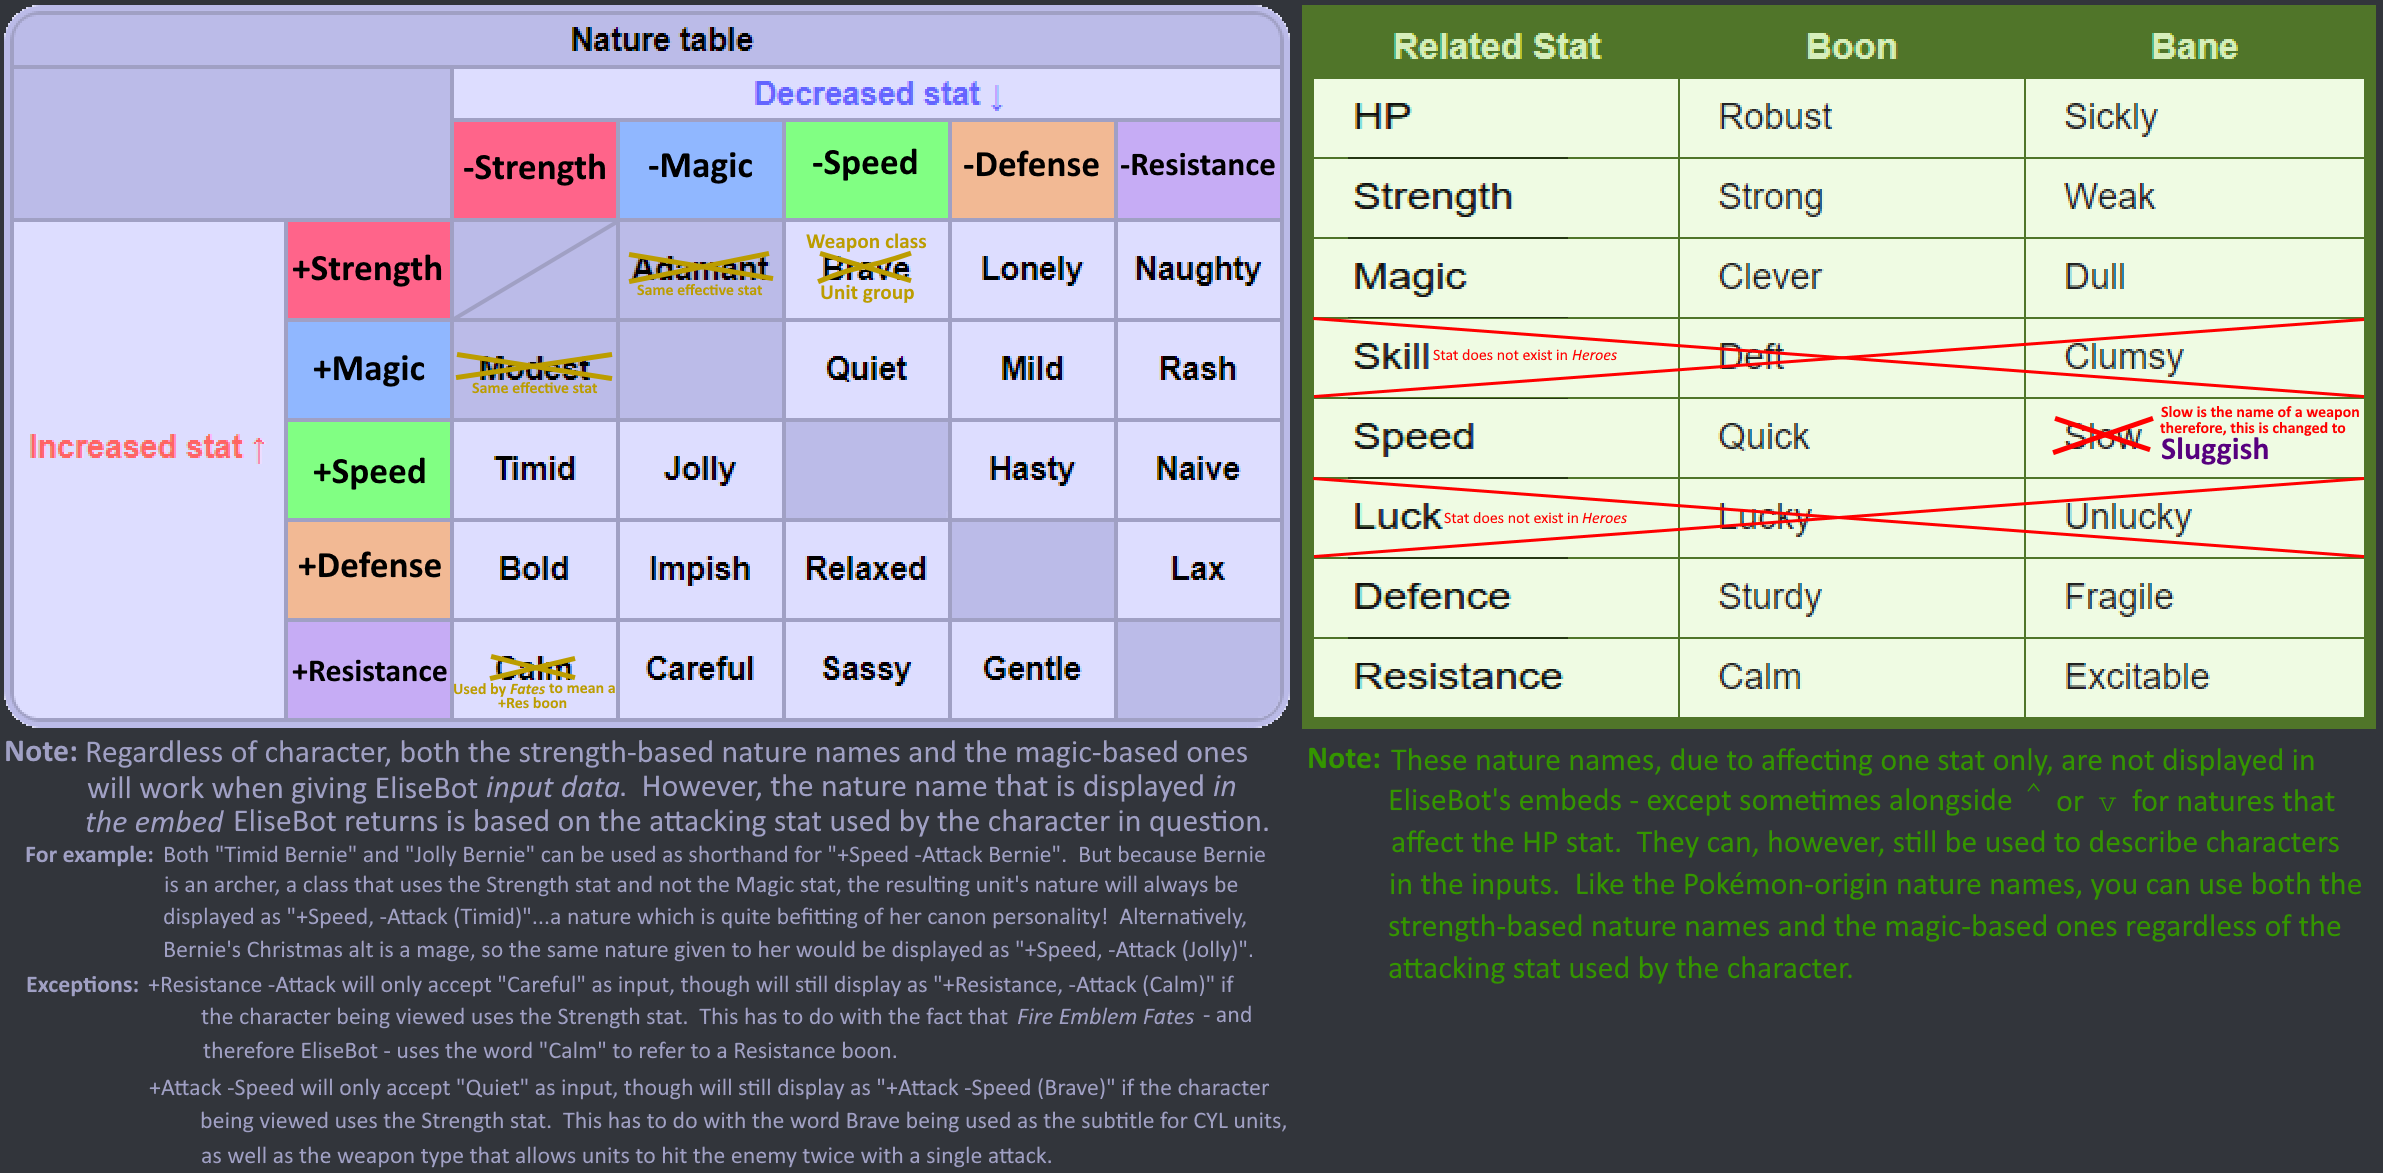 Nature table
Decreased stat ↓
-Strength -Magic -Speed -Defense -Resistance
Increased stat ↑
+Strength Adamant Same effective stat Weapon class Brave Unit group Lonely Naughty
+Magic Modest Same effective stat Quiet Mild Rash
+Speed Timid Jolly Hasty Naive
+Defense Bold Impish Relaxed Lax
+Resistance Calm Used by Fates to mean a +Res boon Careful Sassy Gentle
Note: Regardless of character, both the strength-based nature names and the magic-based ones
will work when giving EliseBot input data. However, the nature name that is displayed in
the embed EliseBot returns is based on the attacking stat used by the character in question.
For example: Both "Timid Bernie" and "Jolly Bernie" can be used as shorthand for "+Speed -Attack Bernie". But because Bernie
is an archer, a class that uses the Strength stat and not the Magic stat, the resulting unit's nature will always be
displayed as "+Speed, -Attack (Timid)"...a nature which is quite befitting of her canon personality! Alternatively,
Bernie's Christmas alt is a mage, so the same nature given to her would be displayed as "+Speed, -Attack (Jolly)".
Exceptions: +Resistance -Attack will only accept "Careful" as input, though will still display as "+Resistance, -Attack (Calm)" if
the character being viewed uses the Strength stat. This has to do with the fact that Fire Emblem Fates - and
therefore EliseBot - uses the word "Calm" to refer to a Resistance boon.
+Attack -Speed will only accept "Quiet" as input, though will still display as "+Attack -Speed (Brave)" if the character
being viewed uses the Strength stat. This has to do with the word Brave being used as the subtitle for CYL units,
as well as the weapon type that allows units to hit the enemy twice with a single attack.
Related Stat Boon Bane
HP Robust Sickly
Strength Strong Weak
Magic Clever Dull
Skill Stat does not exist in Heroes Deft Clumsy
Speed Quick Slow Slow is the name of a weapon
therefore, this is changed to
Sluggish
Luck Stat does not exist in Heroes Lucky Unlucky
Defence Sturdy Fragile
Resistance Calm Excitable
Note: These nature names, due to affecting one stat only, are not displayed in
EliseBot's embeds - except sometimes alongside ^ or v for natures that
affect the HP stat. They can, however, still be used to describe characters
in the inputs. Like the Pokémon-origin nature names, you can use both the
strength-based nature names and the magic-based ones regardless of the
attacking stat used by the character.